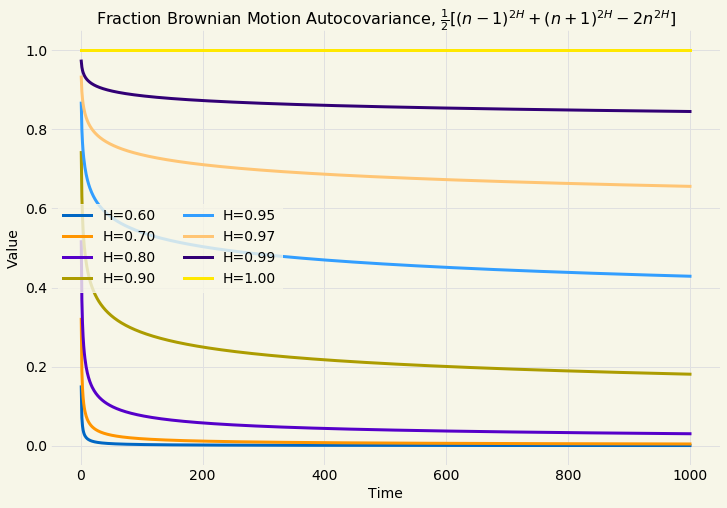 Fraction Brownian Motion Autocovariance, $\frac{1}{2}[(n-1)^{2H}+(n+1)^{2H}-2n^{2H}]$
1.0
0.8
0.6
0.4
0.2
0.0
Value
H=0.60
H=0.70
H=0.80
H=0.90
H=0.95
H=0.97
H=0.99
H=1.00
0 200 400 600 800 1000
Time